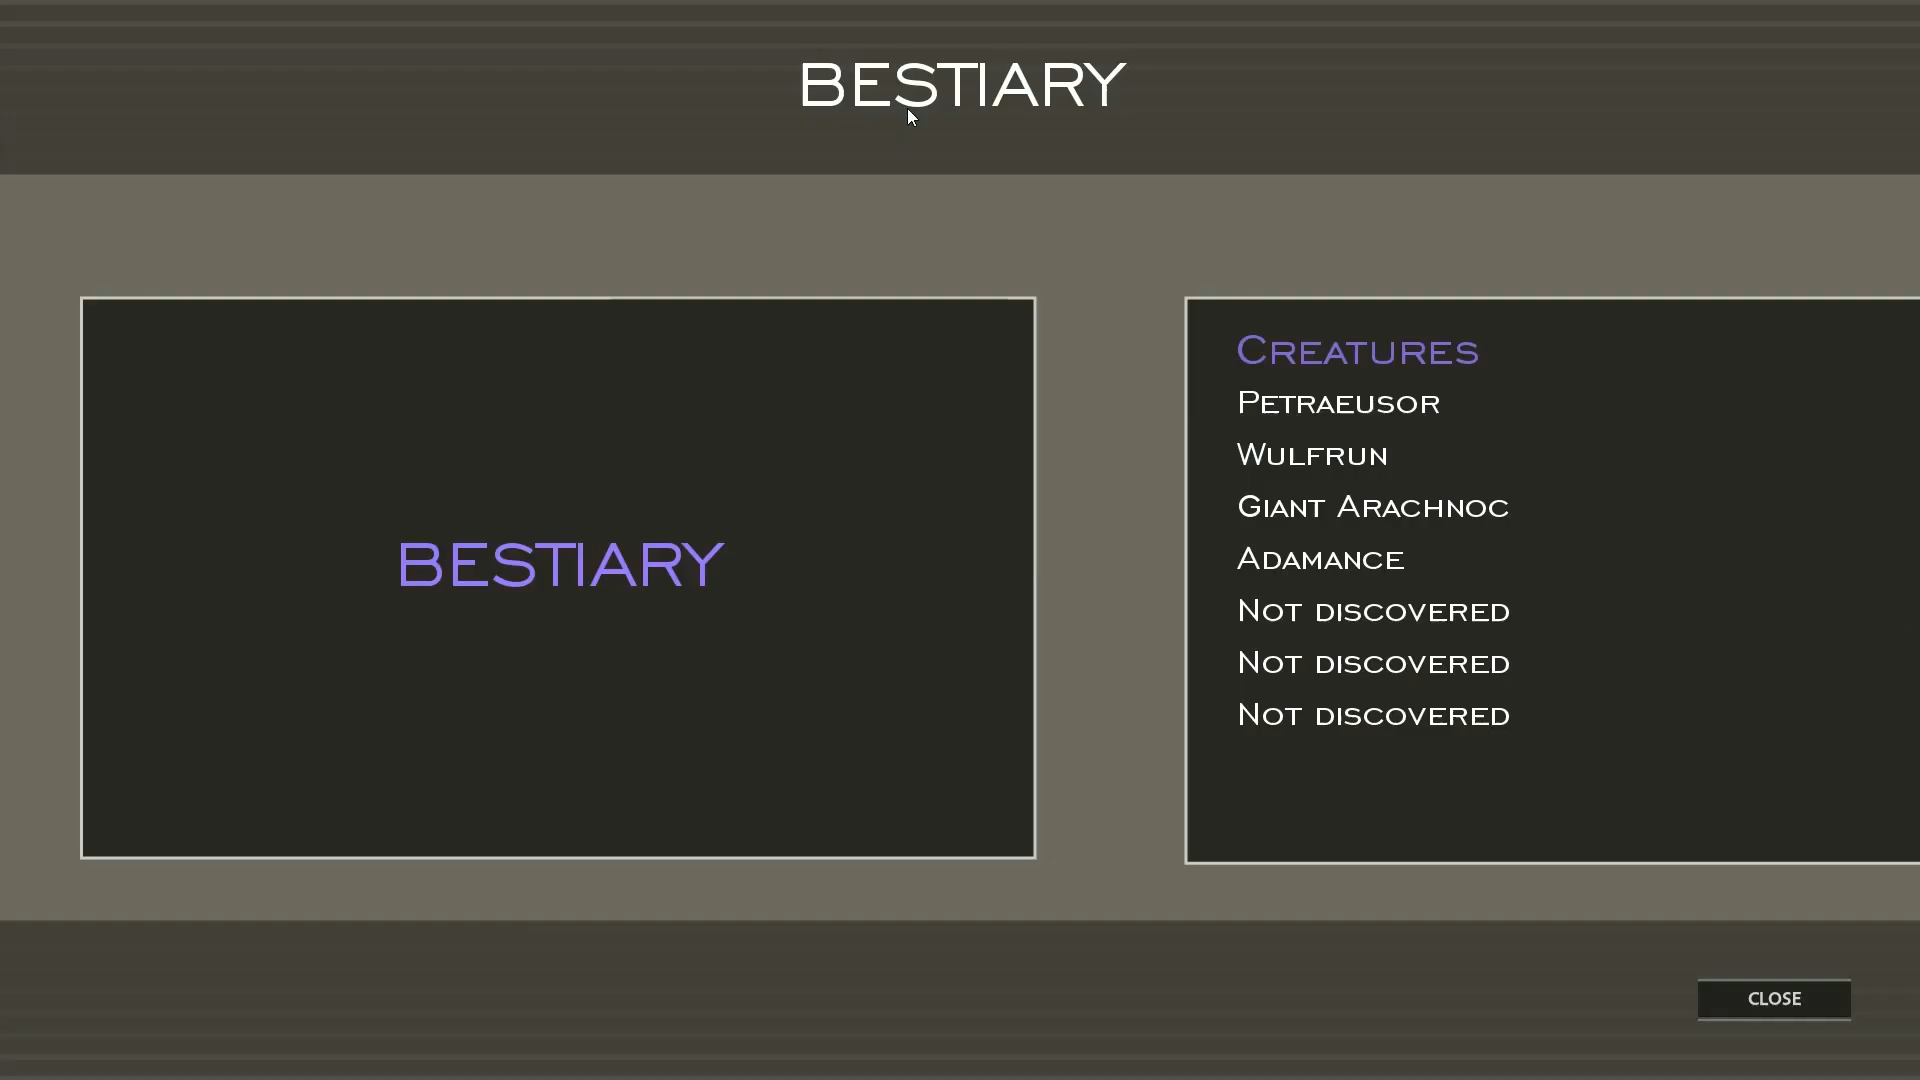 BESTIARY
BESTIARY
CREATURES
PETRAEUSOR
WULFRUN
GIANT ARACHNOC
ADAMANCE
NOT DISCOVERED
NOT DISCOVERED
NOT DISCOVERED
CLOSE